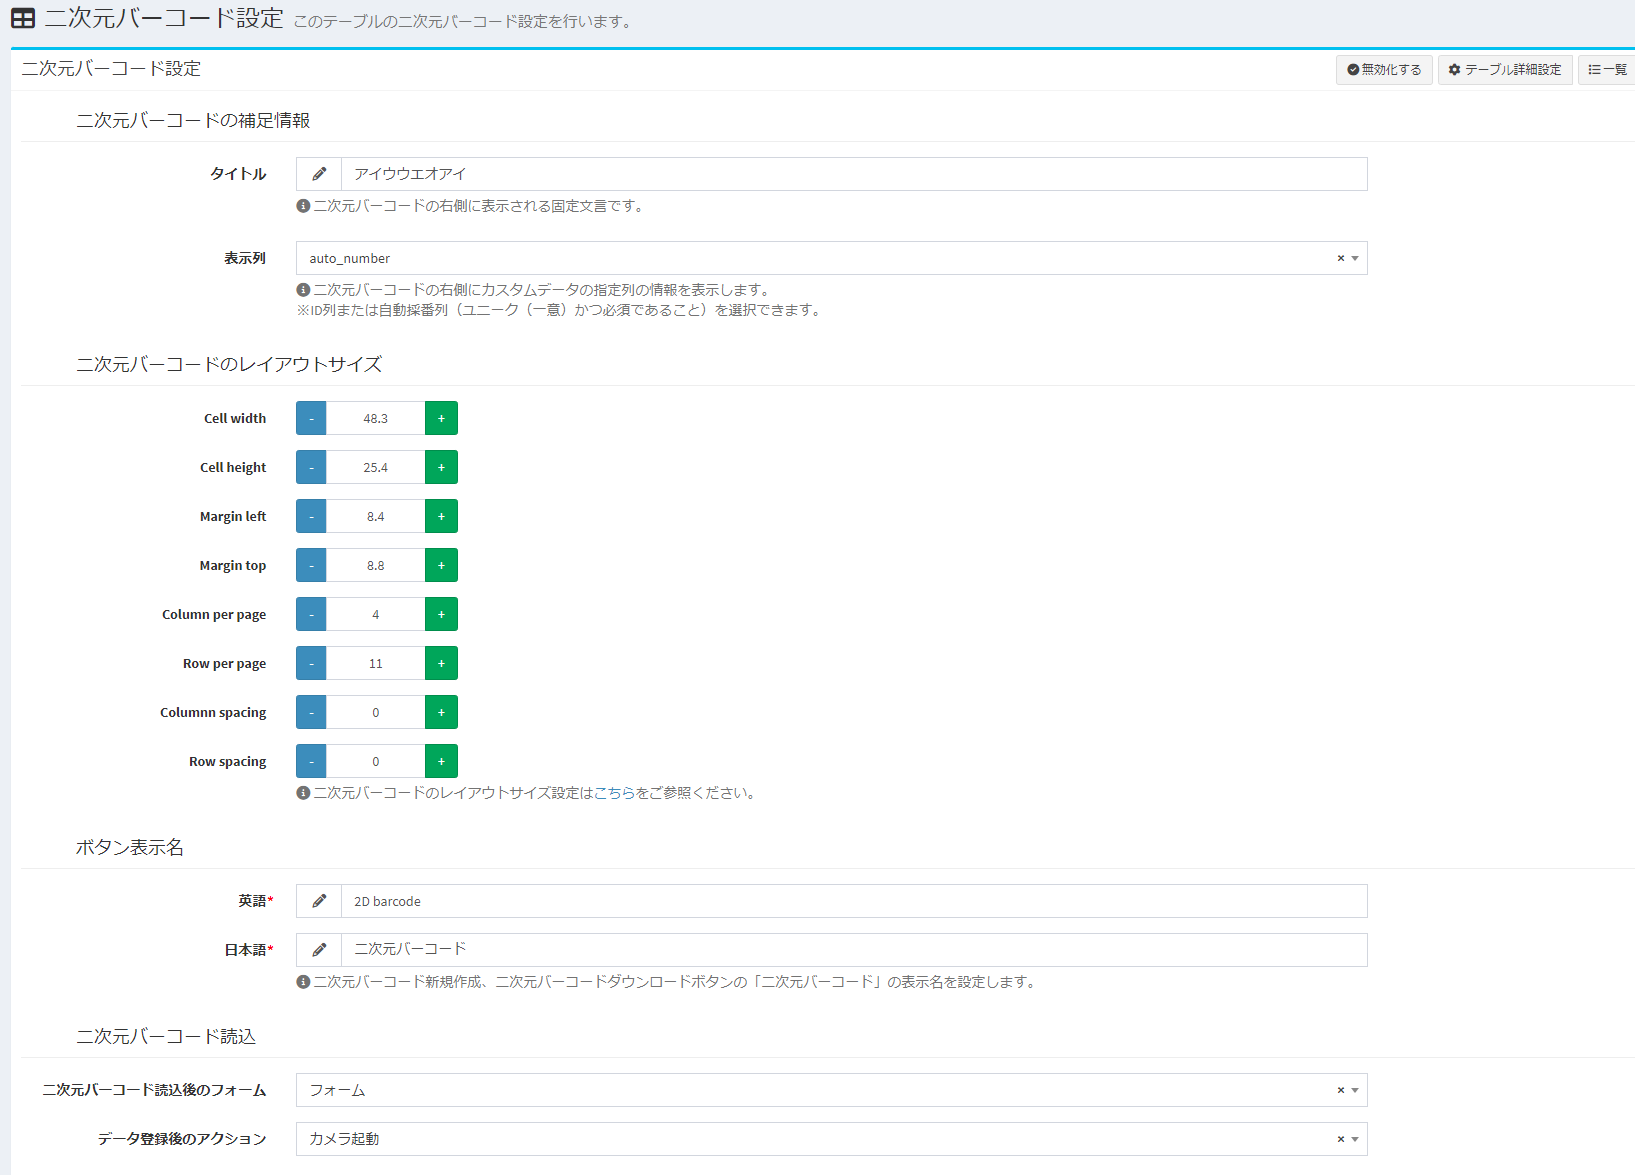 二次元バーコード設定 このテーブルの二次元バーコード設定を行います。
二次元バーコード設定 無効化する テーブル詳細設定 一覧
二次元バーコードの補足情報
タイトル アイウウエオアイ
二次元バーコードの右側に表示される固定文言です。
表示列 auto_number × 
二次元バーコードの右側にカスタムデータの指定列の情報を表示します。
※ID列または自動採番列（ユニーク（一意）かつ必須であること）を選択できます。
二次元バーコードのレイアウトサイズ
Cell width - 48.3 +
Cell height - 25.4 +
Margin left - 8.4 +
Margin top - 8.8 +
Column per page - 4 +
Row per page - 11 +
Columnn spacing - 0 +
Row spacing - 0 +
二次元バーコードのレイアウトサイズ設定はこちらをご参照ください。
ボタン表示名
英語* 2D barcode
日本語* 二次元バーコード
二次元バーコード新規作成、二次元バーコードダウンロードボタンの「二次元バーコード」の表示名を設定します。
二次元バーコード読込
二次元バーコード読込後のフォーム フォーム ×
データ登録後のアクション カメラ起動 ×